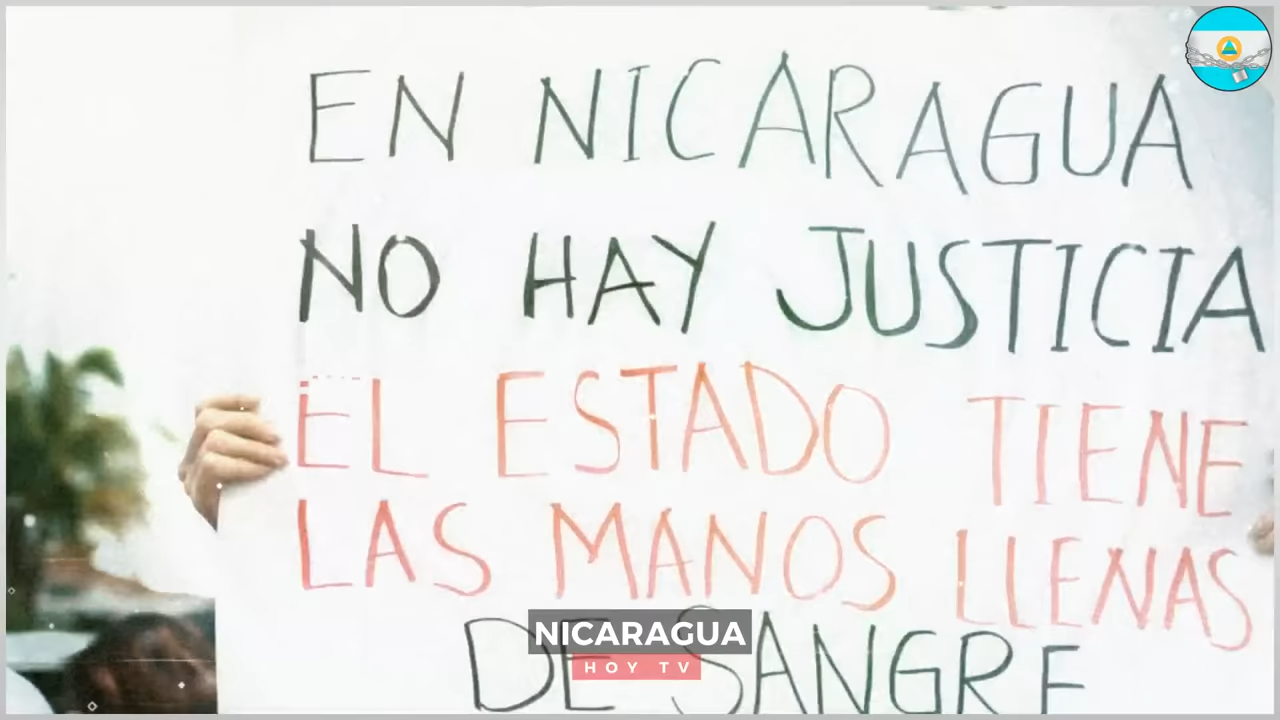 EN NICARAGUA
NO HAY JUSTICIA
EL ESTADO TIENE
LAS MANOS LLENAS
DE SANGRE
NICARAGUA
HOY TV